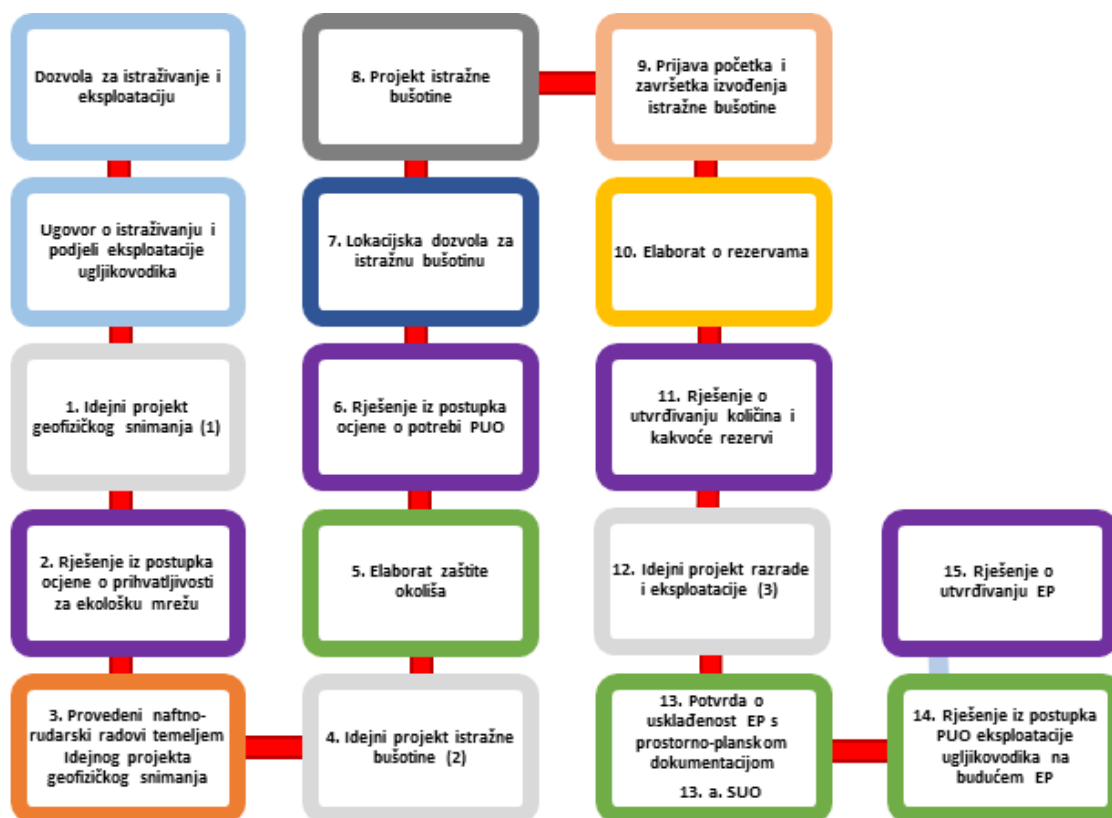 Dozvola za istraživanje i
eksploataciju
Ugovor o istraživanju i
podjeli eksploatacije
ugljikovodika
1. Idejni projekt
geofizičkog snimanja (1)
2. Rješenje iz postupka
ocjene o prihvatljivosti
za ekološku mrežu
3. Provedeni naftno-
rudarski radovi temeljem
Idejnog projekta
geofizičkog snimanja
4. Idejni projekt istražne
bušotine (2)
5. Elaborat zaštite
okoliša
6. Rješenje iz postupka
ocjene o potrebi PUO
7. Lokacijska dozvola za
istražnu bušotinu
8. Projekt istražne
bušotine
9. Prijava početka i
završetka izvođenja
istražne bušotine
10. Elaborat o rezervama
11. Rješenje o
utvrđivanju količina i
kakvoće rezervi
12. Idejni projekt razrade
i eksploatacije (3)
13. Potvrda o
usklađenost EP s
prostorno-planskom
dokumentacijom
13. a. SUO
14. Rješenje iz postupka
PUO eksploatacije
ugljikovodika na
budućem EP
15. Rješenje o
utvrđivanju EP